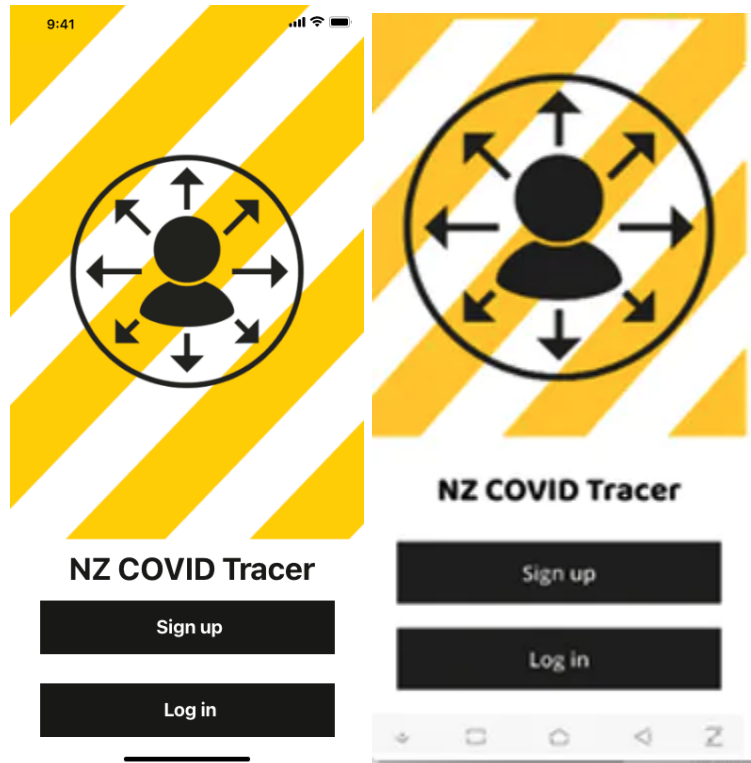 9:41
NZ COVID Tracer
Sign up
Log in
NZ COVID Tracer
Sign up
Log in